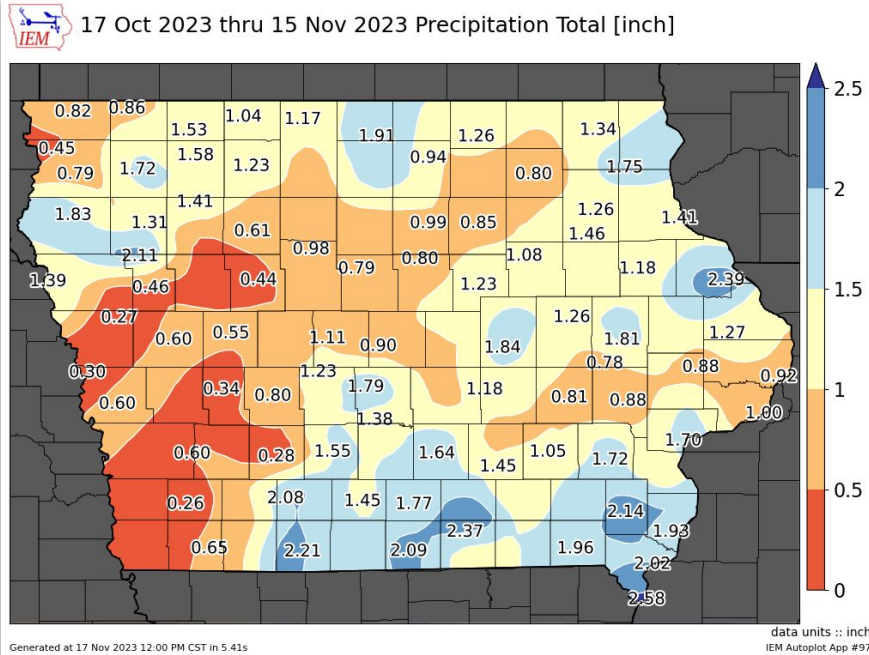 IEM
17 Oct 2023 thru 15 Nov 2023 Precipitation Total [inch]
0.82 0.86
1.53 1.04 1.17
1.91 1.26 1.34
0.45 1.58 0.94
0.79 1.72 1.23 0.80 1.75
1.83 1.41
1.31 0.61 0.99 0.85 1.26 1.41
1.46
2.11 0.98 0.80 1.08
0.79 1.18
1.39 0.46 0.44 1.23 2.39
0.27 1.26
0.60 0.55 1.11 0.90 1.84 1.81 1.27
0.30 1.23 0.78 0.88 0.92
0.60 0.34 0.80 1.79 1.18 0.81 0.88
1.38 1.00
0.60 0.28 1.55 1.64 1.45 1.05 1.72 1.70
0.26 2.08 1.45 1.77 2.14
0.65 2.21 2.09 2.37 1.96 1.93
2.02
2.58
2.5
2
1.5
1
0.5
0
data units :: inch
Generated at 17 Nov 2023 12:00 PM CST in 5.41s
IEM Autoplot App #97